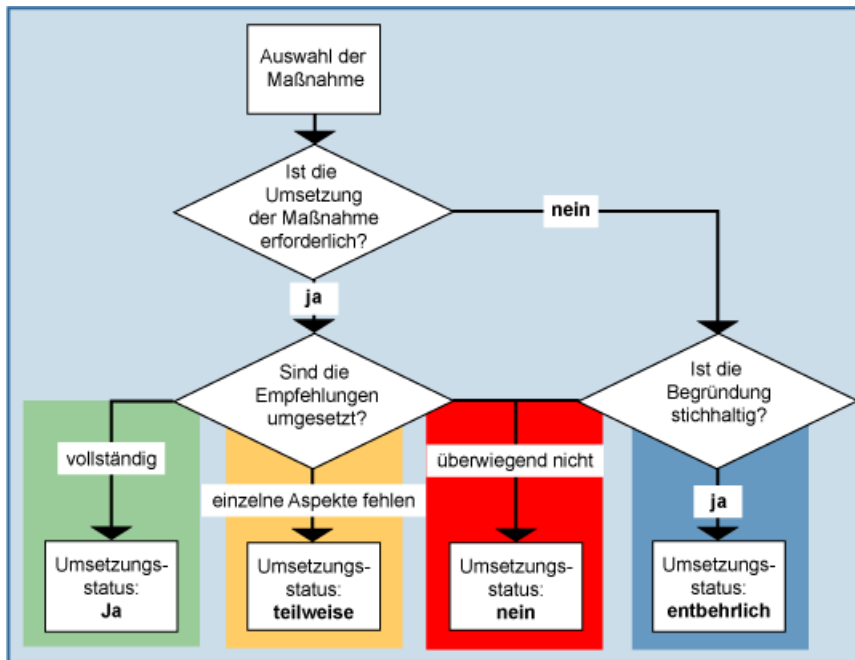 Auswahl der
Maßnahme
Ist die
Umsetzung
der Maßnahme
erforderlich?
nein
ja
Sind die
Empfehlungen
umgesetzt?
Ist die
Begründung
stichhaltig?
vollständig
einzelne Aspekte fehlen
überwiegend nicht
ja
Umsetzungs-
status:
Ja
Umsetzungs-
status:
teilweise
Umsetzungs-
status:
nein
Umsetzungs-
status:
entbehrlich